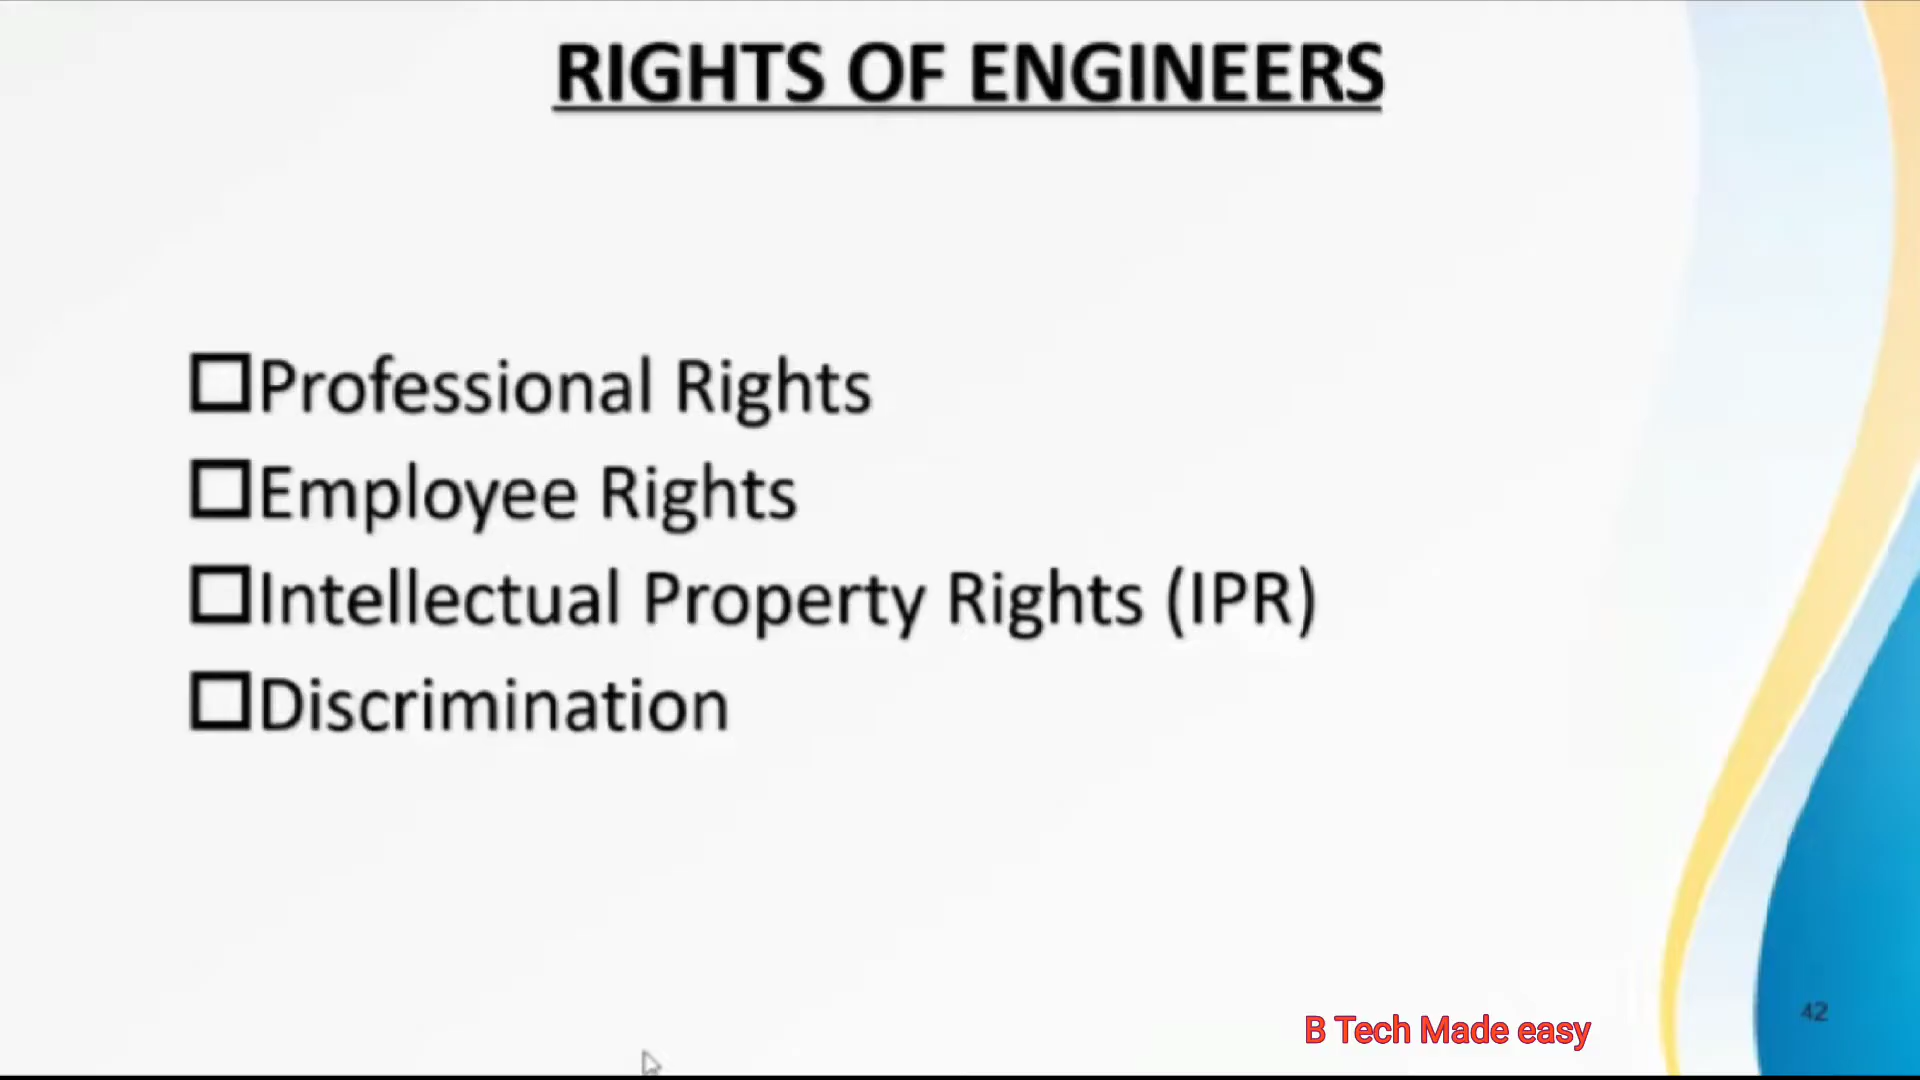 RIGHTS OF ENGINEERS
Professional Rights
Employee Rights
Intellectual Property Rights (IPR)
Discrimination
B Tech Made easy
42